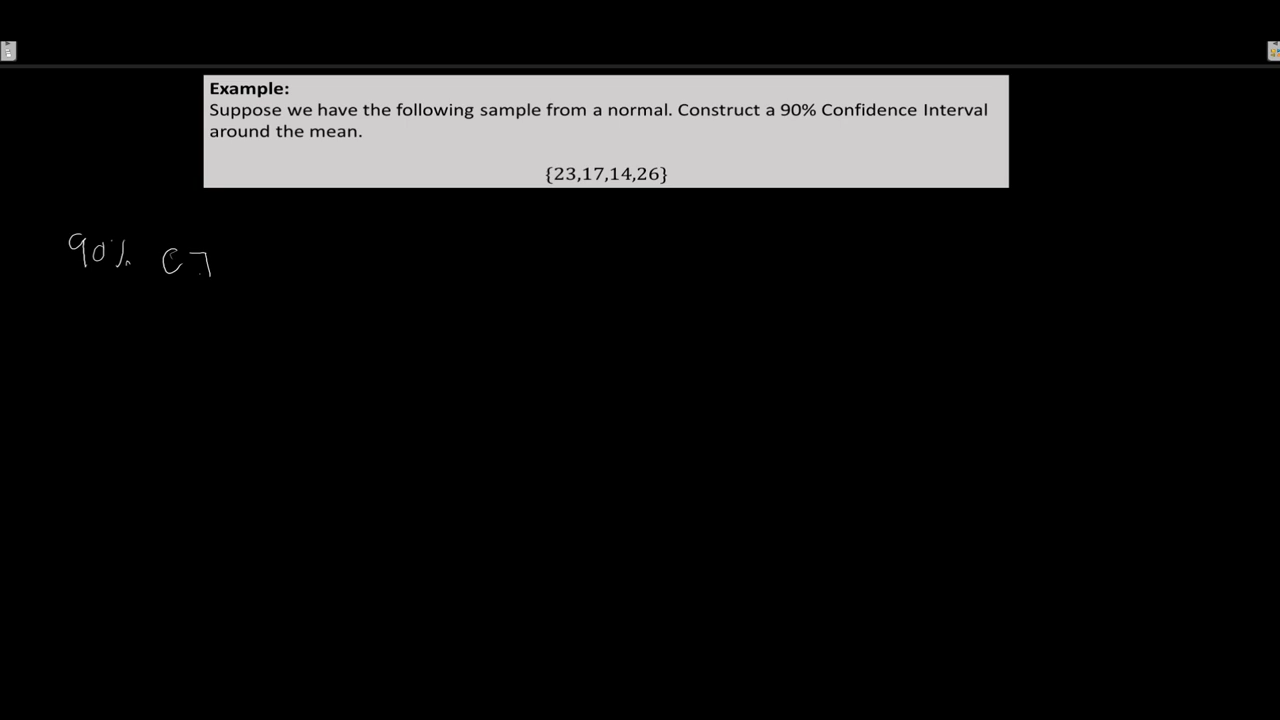 Example:
Suppose we have the following sample from a normal. Construct a 90% Confidence Interval
around the mean.
{23,17,14,26}
90% CI